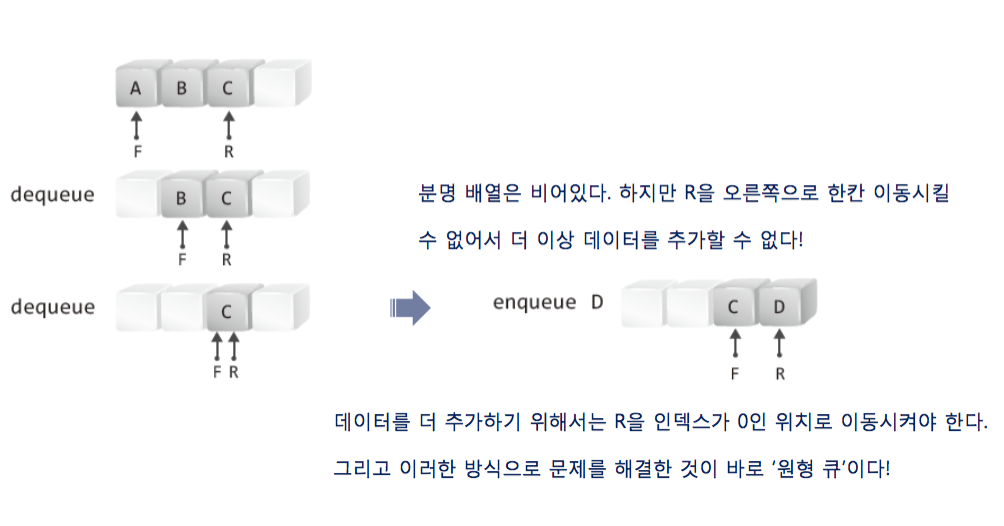 A B C
F R
dequeue B C
F R
분명 배열은 비어있다. 하지만 R을 오른쪽으로 한칸 이동시킬
수 없어서 더 이상 데이터를 추가할 수 없다!
dequeue C
F R
enqueue D C D
F R
데이터를 더 추가하기 위해서는 R을 인덱스가 0인 위치로 이동시켜야 한다.
그리고 이러한 방식으로 문제를 해결한 것이 바로 ‘원형 큐’이다!